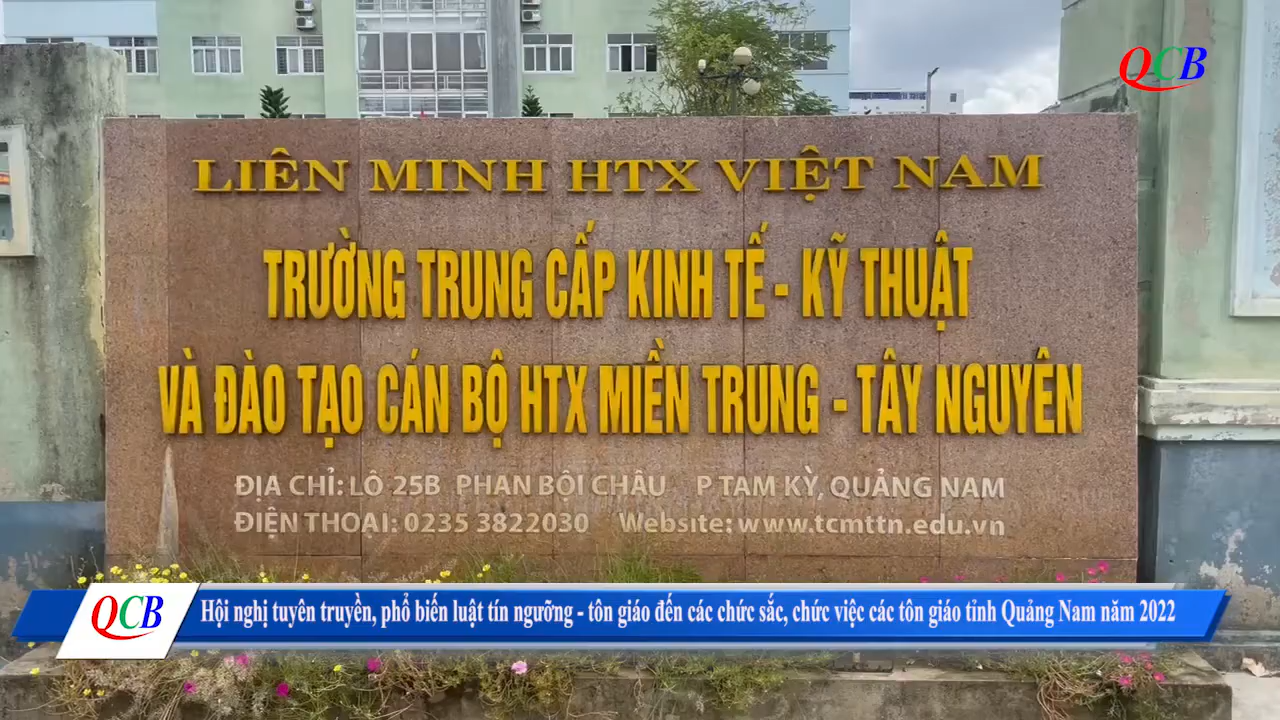 QCB
LIÊN MINH HTX VIỆT NAM
TRƯỜNG TRUNG CẤP KINH TẾ - KỸ THUẬT
VÀ ĐÀO TẠO CÁN BỘ HTX MIỀN TRUNG - TÂY NGUYÊN
ĐỊA CHỈ: LÔ 25B PHAN BỘI CHÂU P TAM KỲ, QUẢNG NAM
ĐIỆN THOẠI: 0235 3822030 Website: www.tcmttn.edu.vn
QCB Hội nghị tuyên truyền, phổ biến luật tín ngưỡng - tôn giáo đến các chức sắc, chức việc các tôn giáo tỉnh Quảng Nam năm 2022